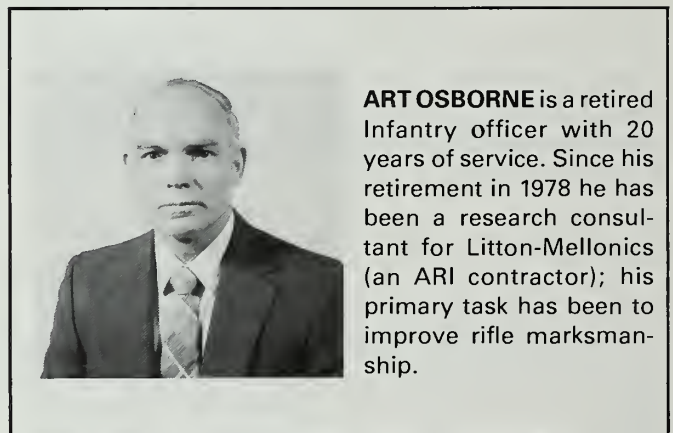 ART OSBORNE is a retired
Infantry officer with 20
years of service. Since his
retirement in 1978 he has
been a research consul-
tant for Litton-Mellonics
(an ARI contractor); his
primary task has been to
improve rifle marksman-
ship.